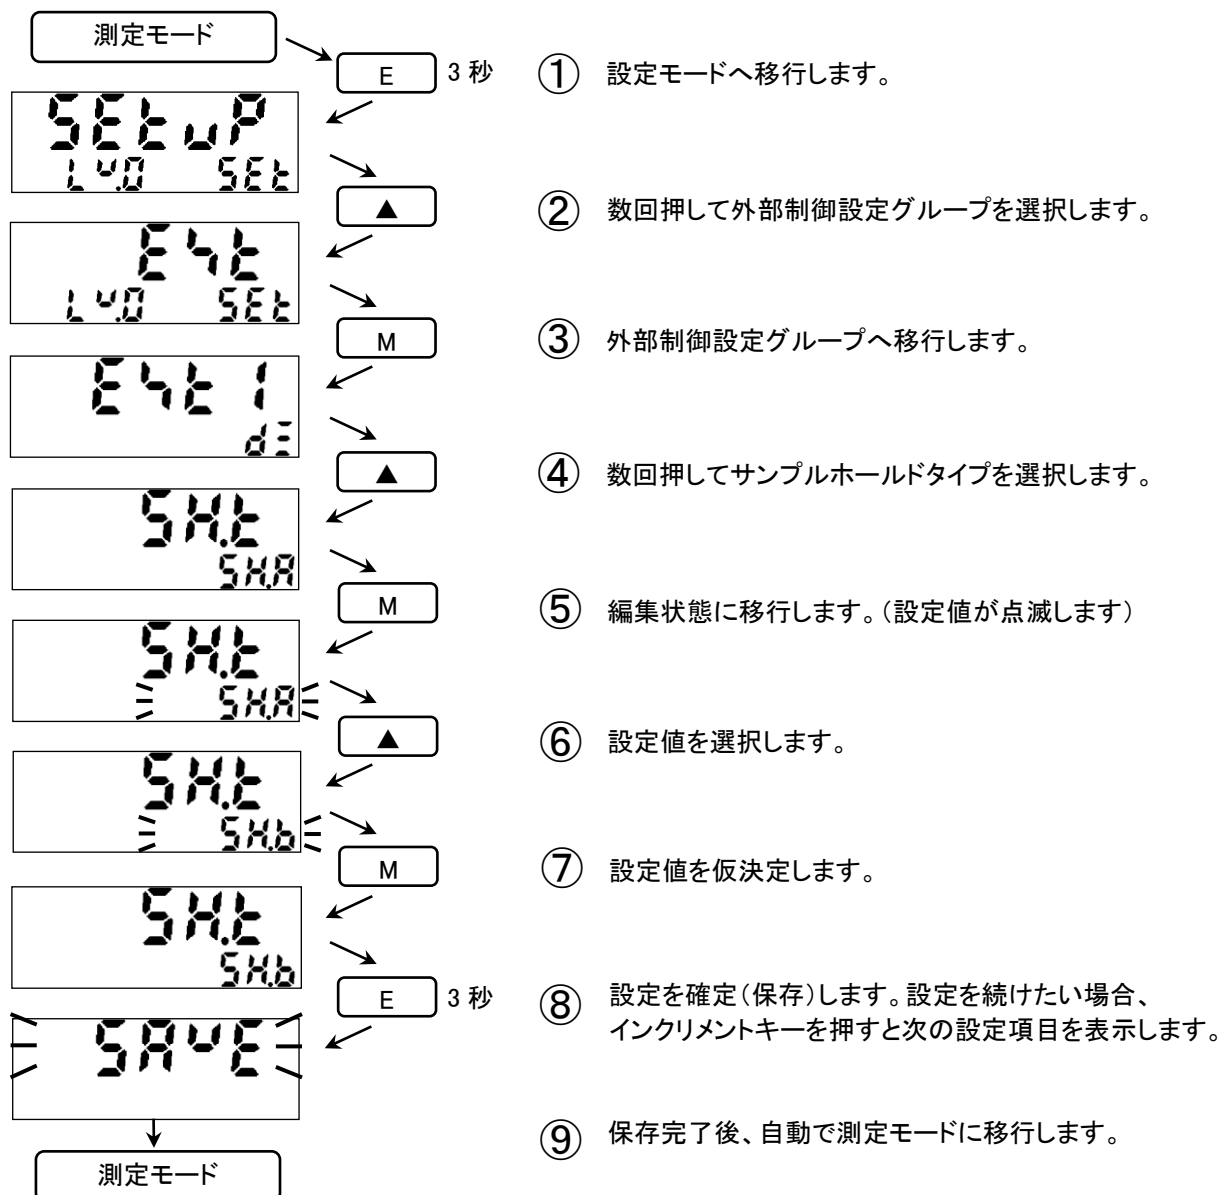 測定モード
E 3 秒 ① 設定モードへ移行します。
SEtuP
Lv.0 SEt
▲ ② 数回押して外部制御設定グループを選択します。
E4t
Lv.0 SEt
M ③ 外部制御設定グループへ移行します。
E4t 1
▲ ④ 数回押してサンプルホールドタイプを選択します。
SH.t
SH.A
M ⑤ 編集状態に移行します。（設定値が点滅します）
SH.t
SH.A
▲ ⑥ 設定値を選択します。
SH.t
SH.b
M ⑦ 設定値を仮決定します。
SH.t
SH.b
E 3 秒 ⑧ 設定を確定（保存）します。設定を続けたい場合、
インクリメントキーを押すと次の設定項目を表示します。
SAvE
⑨ 保存完了後、自動で測定モードに移行します。
測定モード